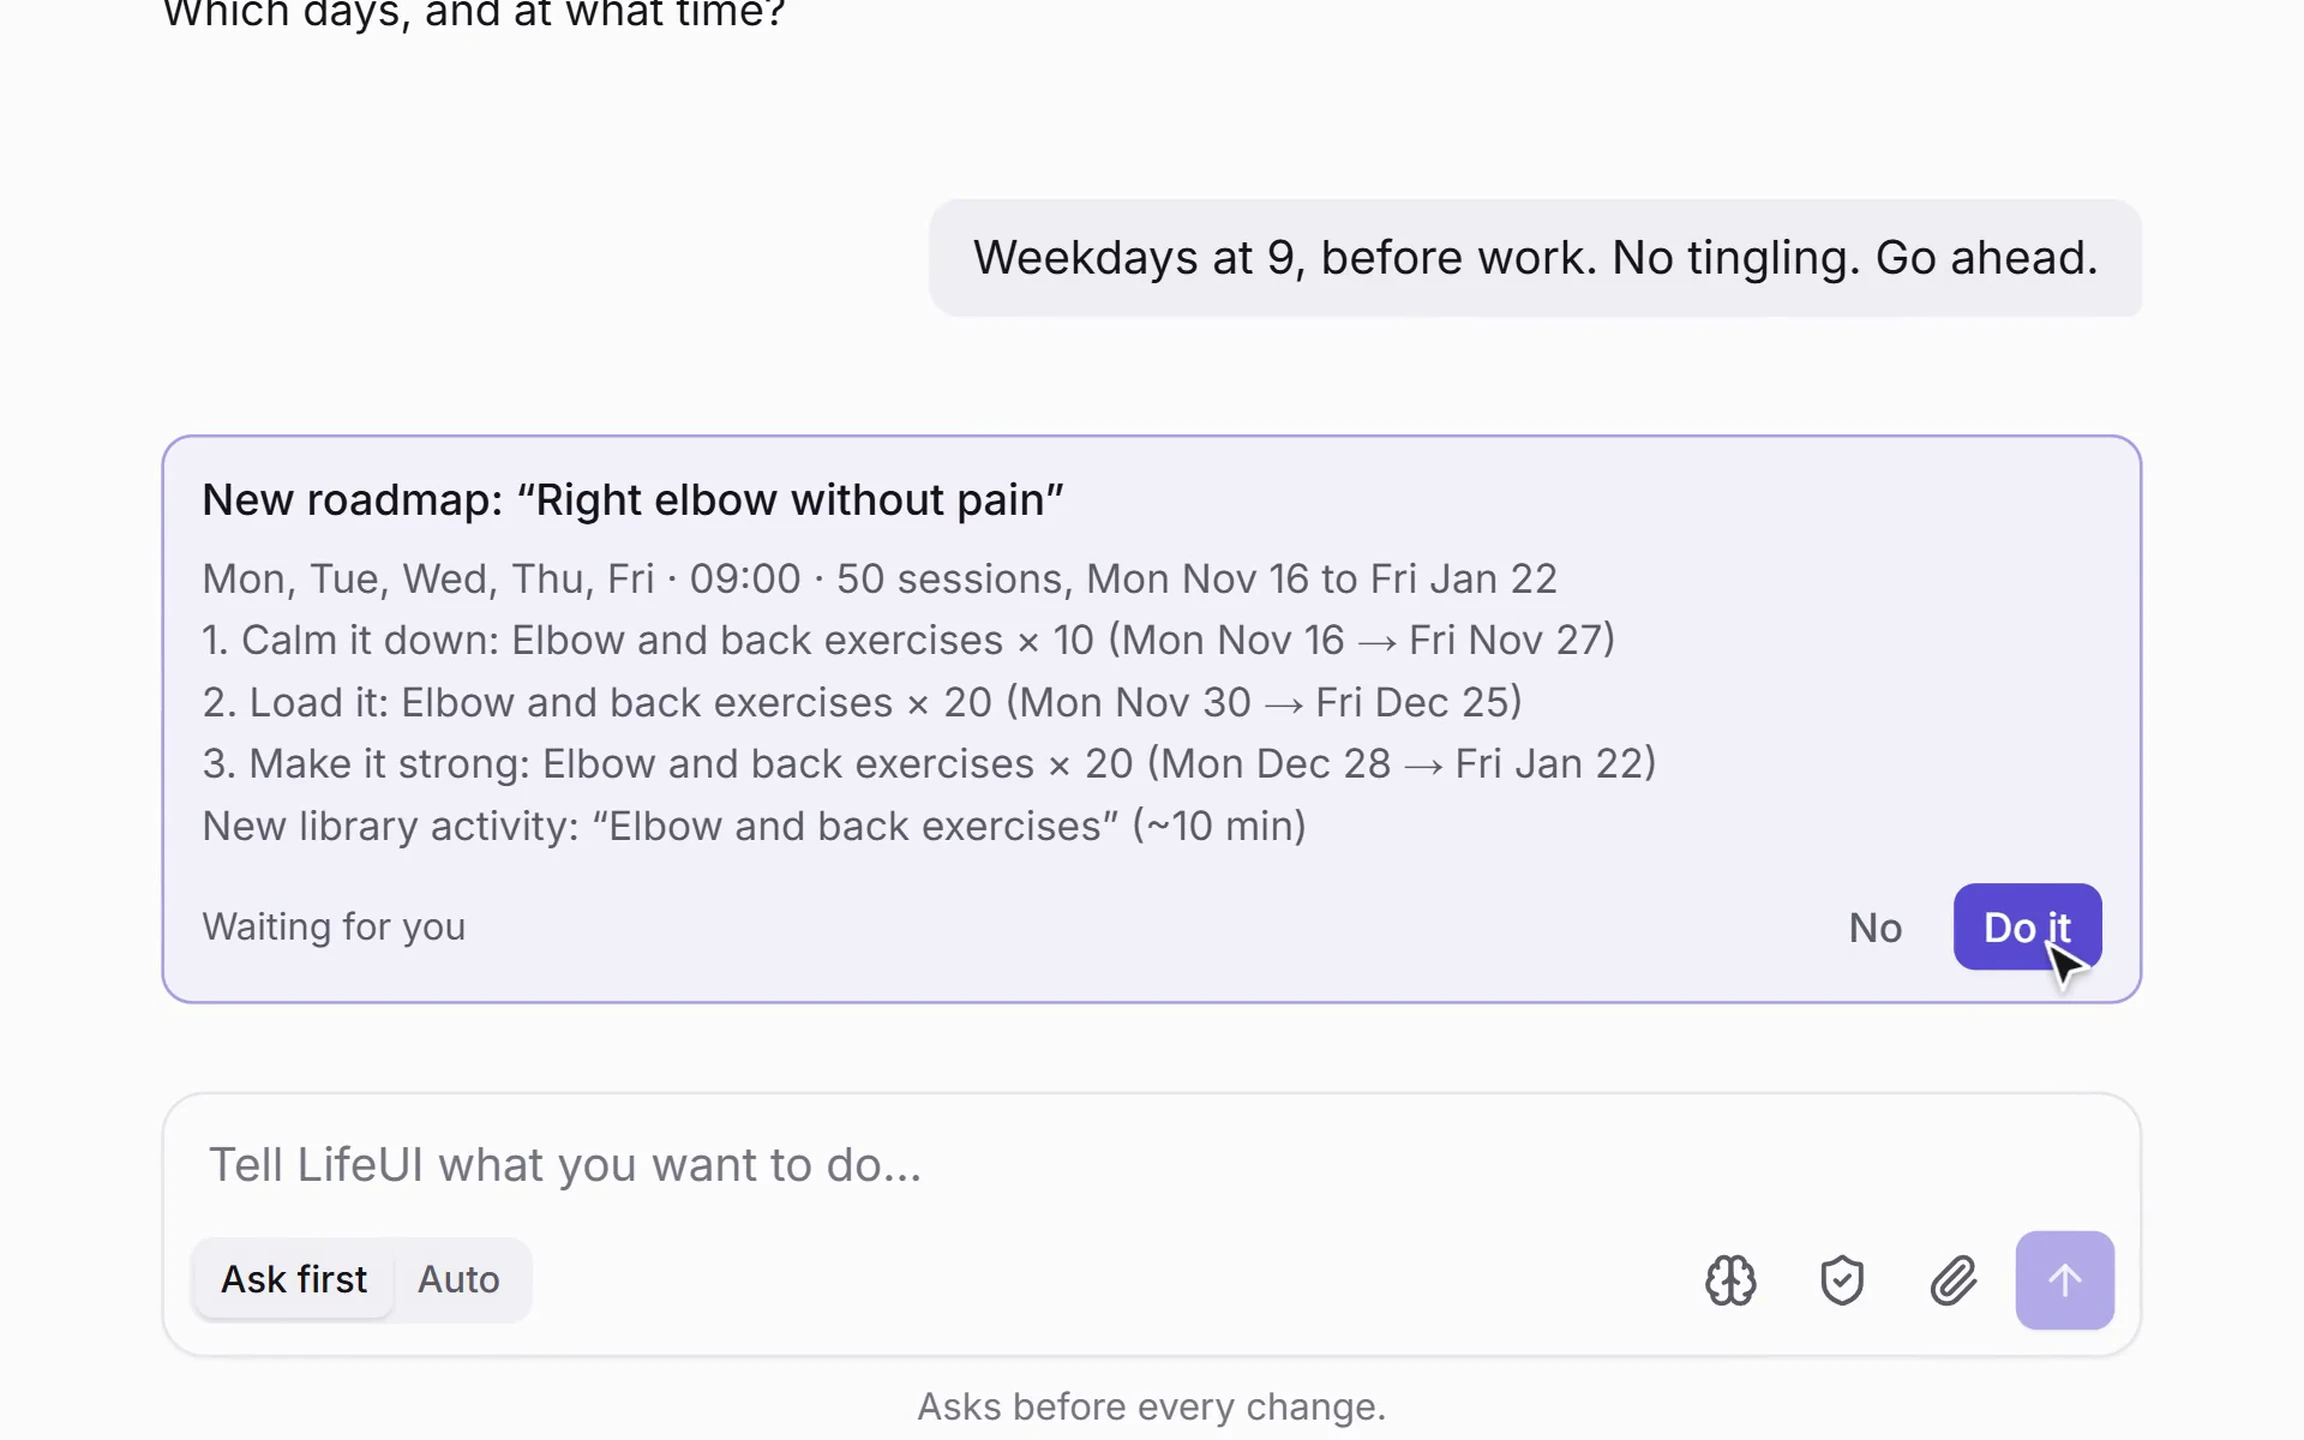 Which days, and at what time?
Weekdays at 9, before work. No tingling. Go ahead.
New roadmap: “Right elbow without pain”
Mon, Tue, Wed, Thu, Fri · 09:00 · 50 sessions, Mon Nov 16 to Fri Jan 22
1. Calm it down: Elbow and back exercises × 10 (Mon Nov 16 → Fri Nov 27)
2. Load it: Elbow and back exercises × 20 (Mon Nov 30 → Fri Dec 25)
3. Make it strong: Elbow and back exercises × 20 (Mon Dec 28 → Fri Jan 22)
New library activity: “Elbow and back exercises” (~10 min)
Waiting for you
No
Do it
Tell LifeUI what you want to do...
Ask first
Auto
Asks before every change.